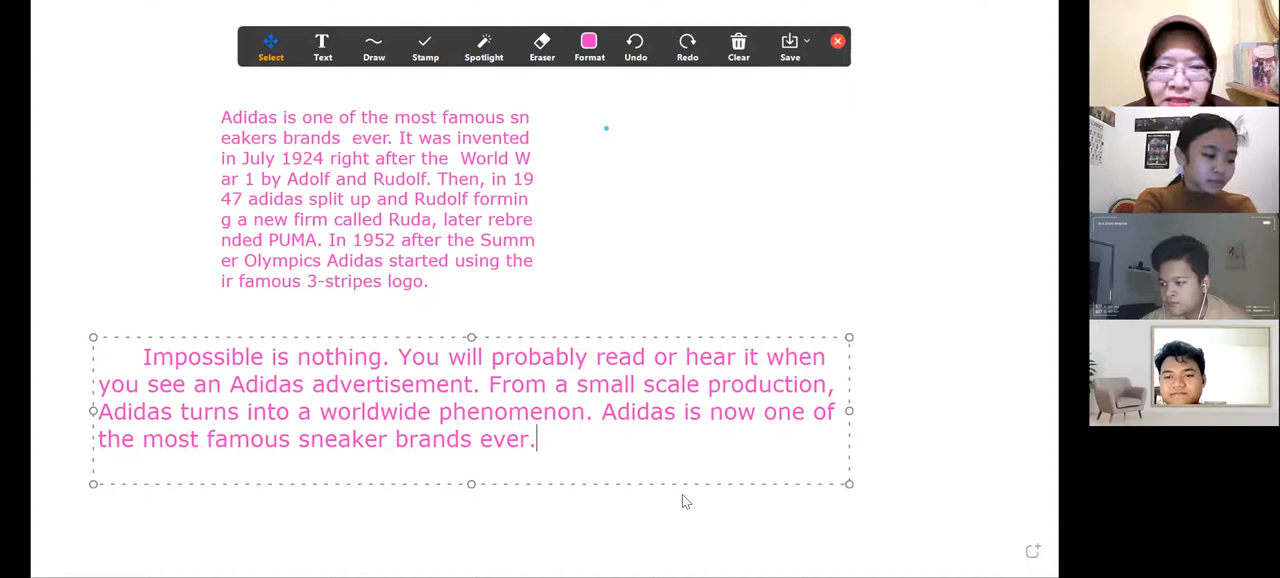 Select Text Draw Stamp Spotlight Eraser Format Undo Redo Clear Save
Adidas is one of the most famous sn
eakers brands  ever. It was invented
in July 1924 right after the  World W
ar 1 by Adolf and Rudolf. Then, in 19
47 adidas split up and Rudolf formin
g a new firm called Ruda, later rebre
nded PUMA. In 1952 after the Summ
er Olympics Adidas started using the
ir famous 3-stripes logo.
Impossible is nothing. You will probably read or hear it when
you see an Adidas advertisement. From a small scale production,
Adidas turns into a worldwide phenomenon. Adidas is now one of
the most famous sneaker brands ever.